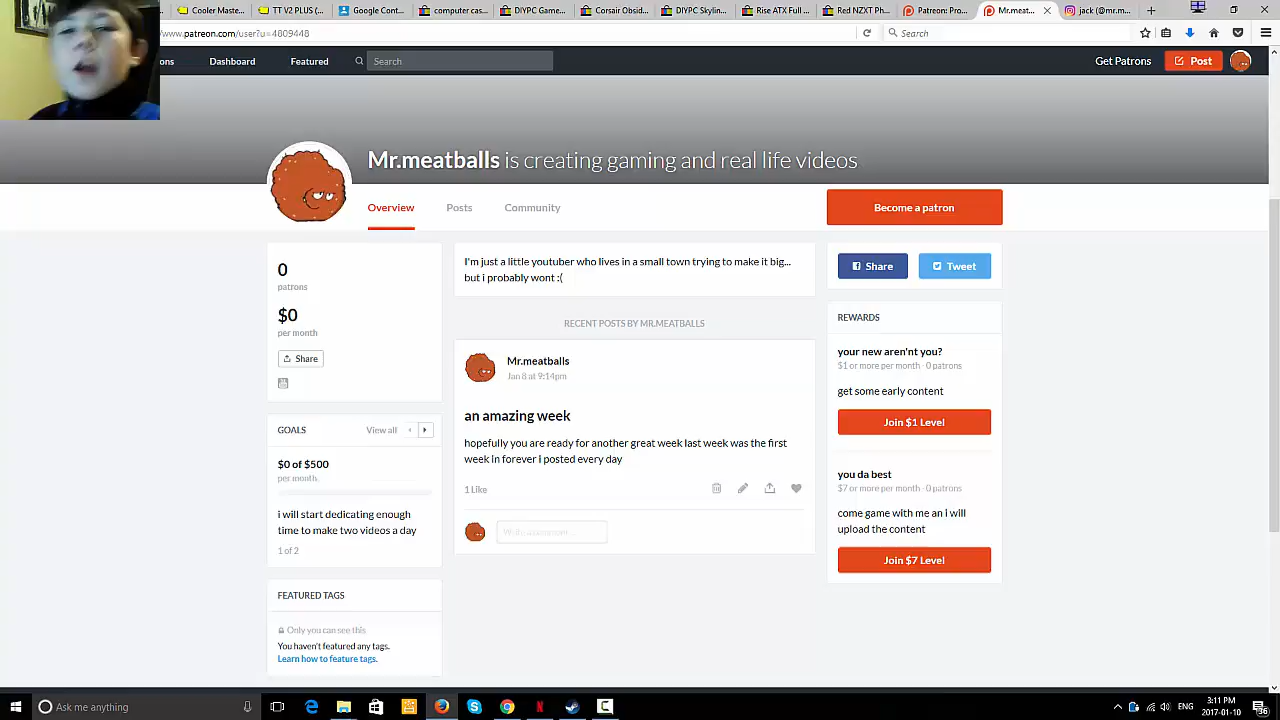 Cooler Maste...
TT V2 PLUS (...
Google Cont...
computer cas...
DIYPC Game...
Corsair Obsid...
DIYPC Skylin...
Rise ATX Full ...
Red NZXT Ph...
Patreon: Pro...
Mr.meat...
jack (@mr.m...
www.patreon.com/user?u=4809448
Search
ons
Dashboard
Featured
Search
Get Patrons
Post
Mr.meatballs is creating gaming and real life videos
Overview
Posts
Community
Become a patron
0
patrons
$0
per month
Share
GOALS
View all
$0 of $500
per month
i will start dedicating enough
time to make two videos a day
1 of 2
FEATURED TAGS
Only you can see this
You haven't featured any tags.
Learn how to feature tags.
I'm just a little youtuber who lives in a small town trying to make it big...
but i probably wont :(
RECENT POSTS BY MR.MEATBALLS
Mr.meatballs
Jan 8 at 9:14pm
an amazing week
hopefully you are ready for another great week last week was the first
week in forever i posted every day
1 Like
Write a comment...
Share
Tweet
REWARDS
your new aren'nt you?
$1 or more per month · 0 patrons
get some early content
Join $1 Level
you da best
$7 or more per month · 0 patrons
come game with me an i will
upload the content
Join $7 Level
Ask me anything
ENG
3:11 PM
2017-01-10